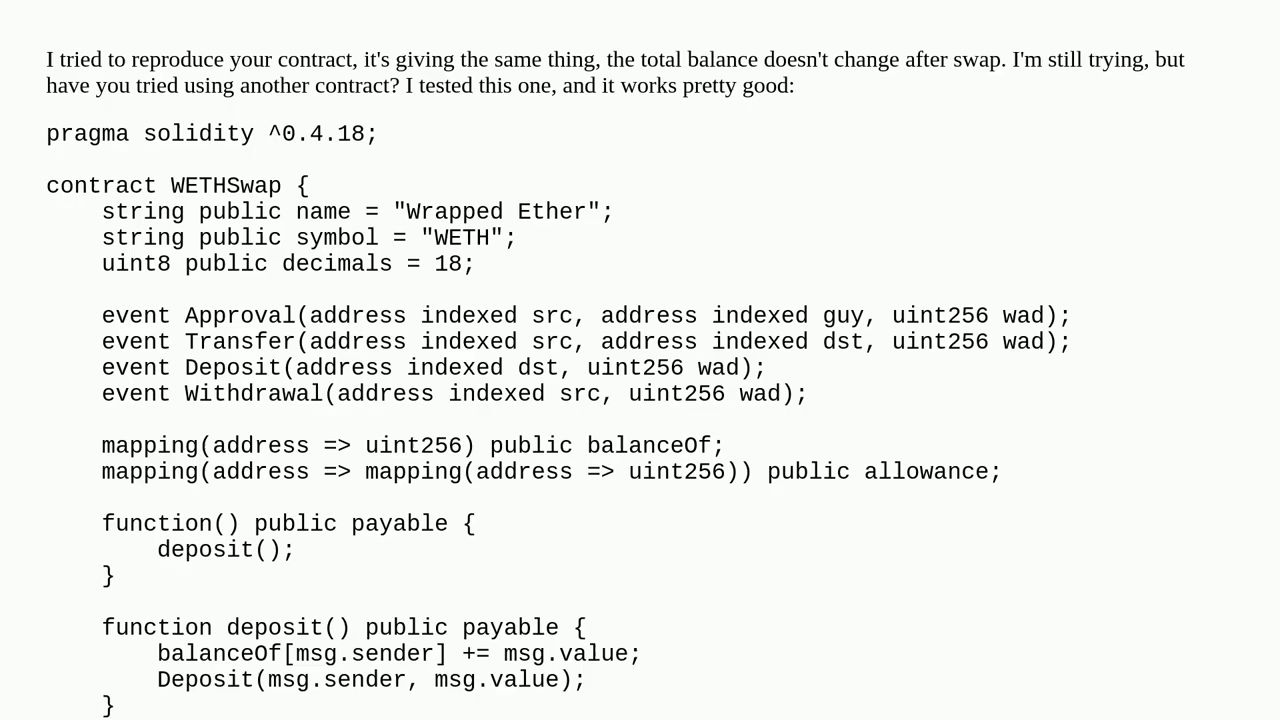 I tried to reproduce your contract, it's giving the same thing, the total balance doesn't change after swap. I'm still trying, but
have you tried using another contract? I tested this one, and it works pretty good:
pragma solidity ^0.4.18;
contract WETHSwap {
    string public name = "Wrapped Ether";
    string public symbol = "WETH";
    uint8 public decimals = 18;
    event Approval(address indexed src, address indexed guy, uint256 wad);
    event Transfer(address indexed src, address indexed dst, uint256 wad);
    event Deposit(address indexed dst, uint256 wad);
    event Withdrawal(address indexed src, uint256 wad);
    mapping(address => uint256) public balanceOf;
    mapping(address => mapping(address => uint256)) public allowance;
    function() public payable {
        deposit();
    }
    function deposit() public payable {
        balanceOf[msg.sender] += msg.value;
        Deposit(msg.sender, msg.value);
    }